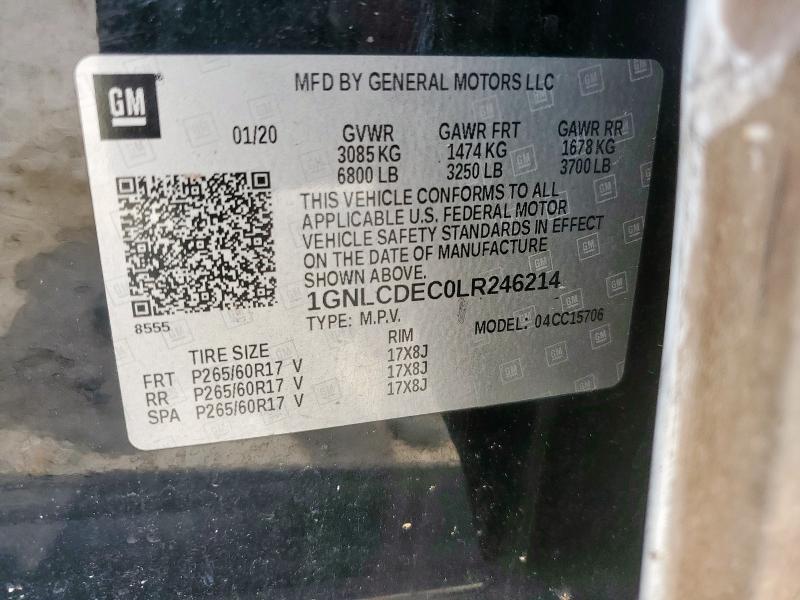 GM
MFD BY GENERAL MOTORS LLC
01/20
GVWR GAWR FRT GAWR RR
3085 KG 1474 KG 1678 KG
6800 LB 3250 LB 3700 LB
THIS VEHICLE CONFORMS TO ALL
APPLICABLE U.S. FEDERAL MOTOR
VEHICLE SAFETY STANDARDS IN EFFECT
ON THE DATE OF MANUFACTURE
SHOWN ABOVE.
1GNLCDEC0LR246214
8555
TYPE: M.P.V. MODEL: 04CC15706
TIRE SIZE RIM
FRT P265/60R17 V 17X8J
RR P265/60R17 V 17X8J
SPA P265/60R17 V 17X8J